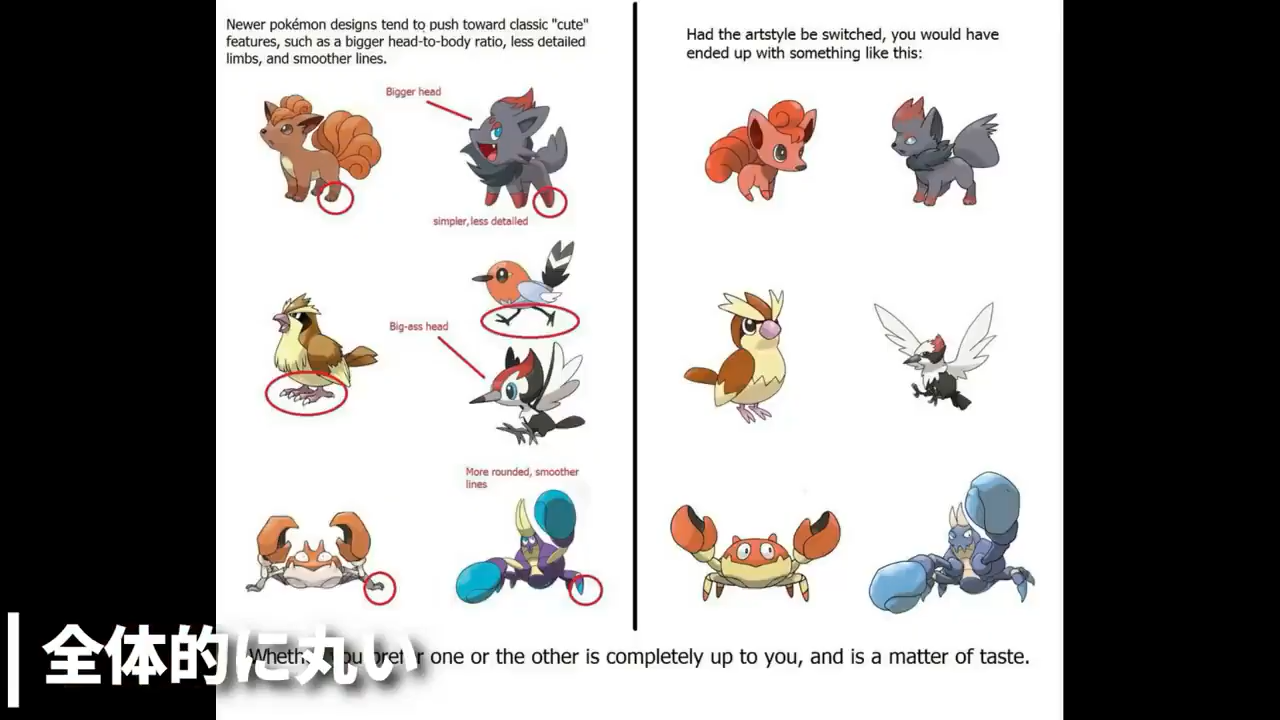 Newer pokémon designs tend to push toward classic "cute"
features, such as a bigger head-to-body ratio, less detailed
limbs, and smoother lines.
Bigger head
simpler, less detailed
Big-ass head
More rounded, smoother
lines
Had the artstyle be switched, you would have
ended up with something like this:
one or the other is completely up to you, and is a matter of taste.
全体的に丸い